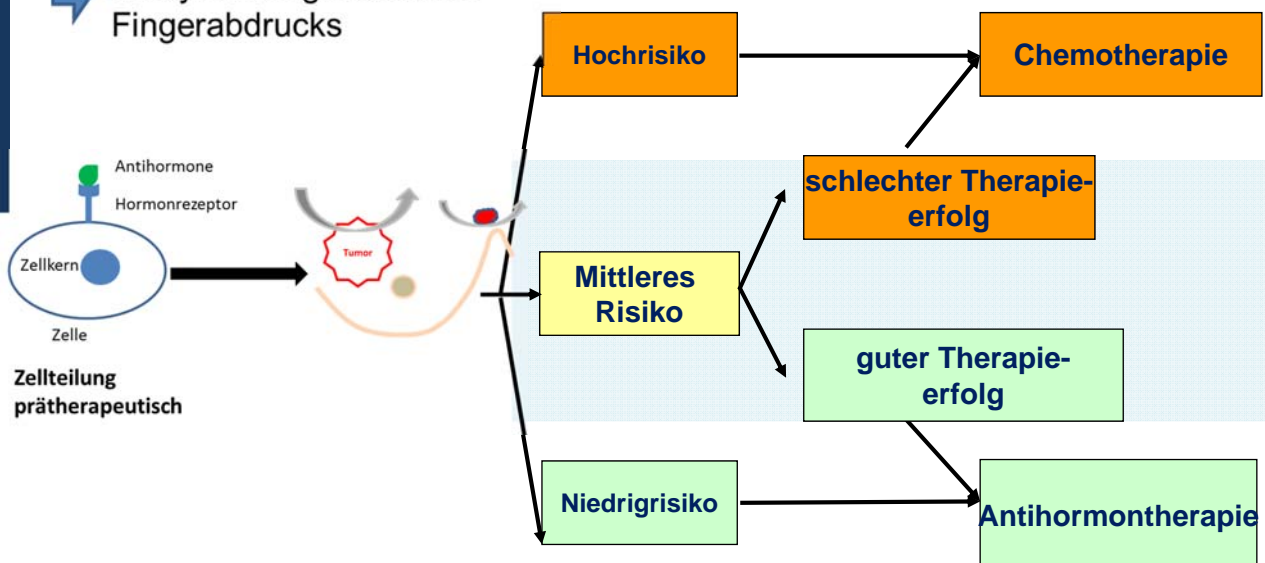 Fingerabdrucks
Hochrisiko
Chemotherapie
Antihormone
Hormonrezeptor
Zellkern
Zelle
Zellteilung
prätherapeutisch
Tumor
schlechter Therapie-
erfolg
Mittleres
Risiko
guter Therapie-
erfolg
Niedrigrisiko
Antihormontherapie